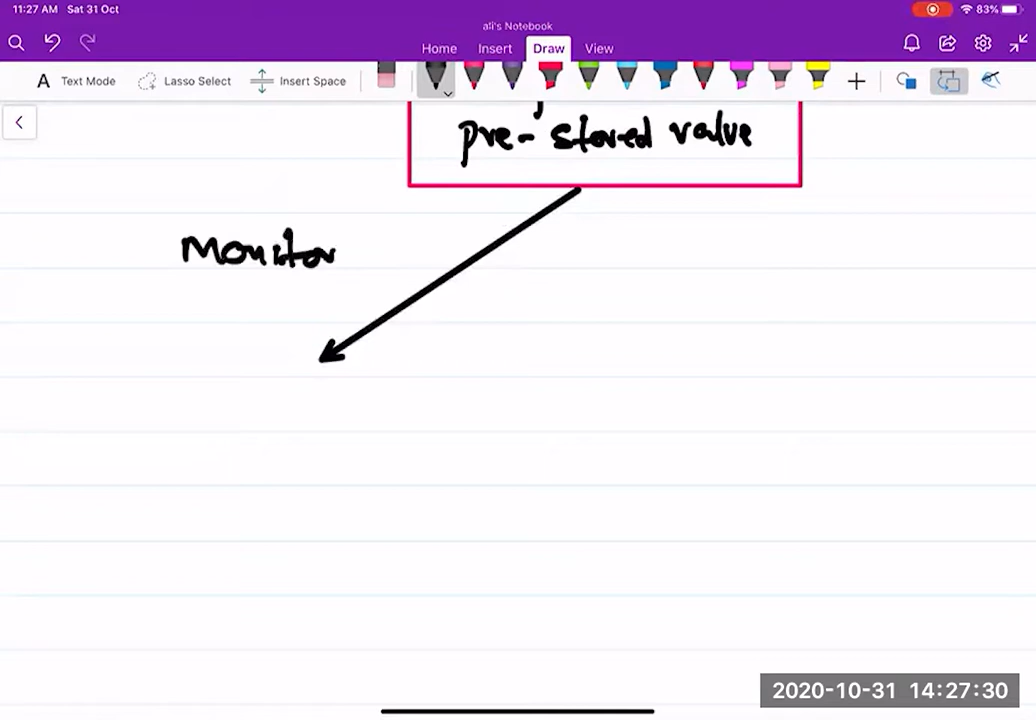 11:27 AM Sat 31 Oct 83%
ali's Notebook
Home Insert Draw View
Text Mode Lasso Select Insert Space
pre-stored value
Monitor
2020-10-31 14:27:30